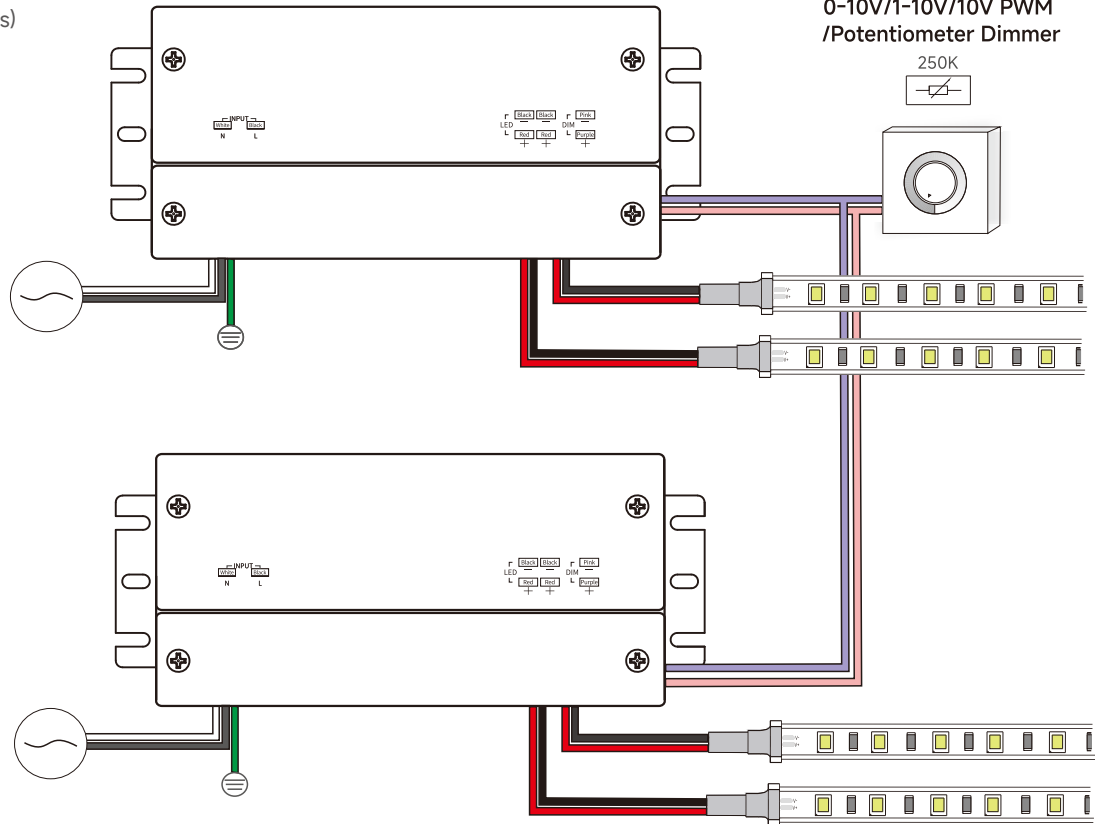 s)
0-10V/1-10V/10V PWM
/Potentiometer Dimmer
250K
INPUT
White Black
N L
LED Black Black DIM Pink
Red Red Purple
V-
V+
V-
V+
INPUT
White Black
N L
LED Black Black DIM Pink
Red Red Purple
V-
V+
V-
V+